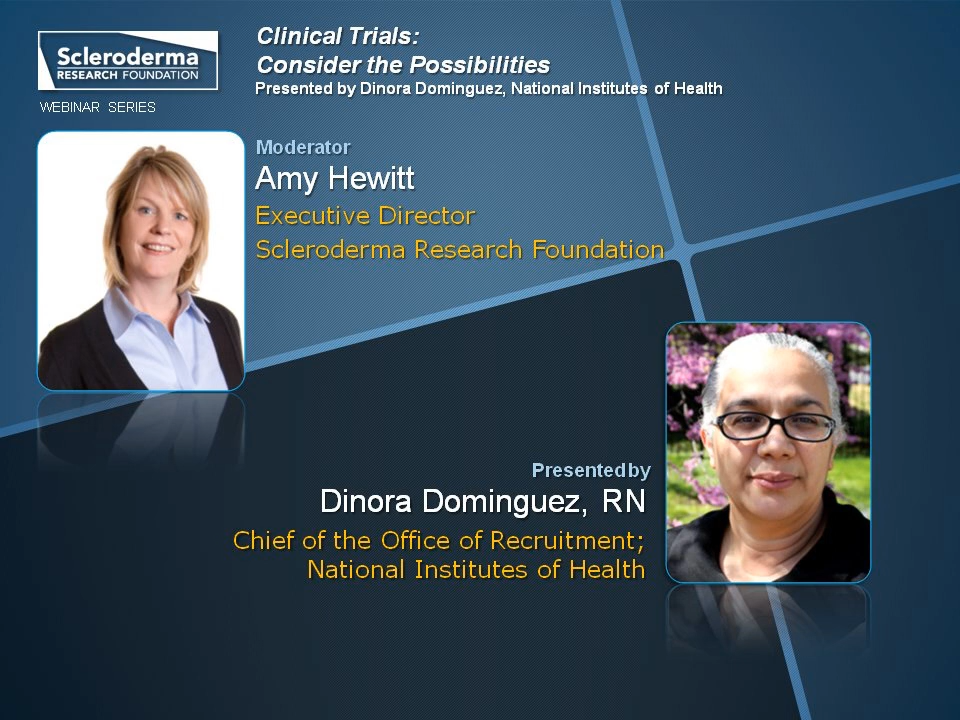 Scleroderma
RESEARCH FOUNDATION
WEBINAR SERIES
Clinical Trials:
Consider the Possibilities
Presented by Dinora Dominguez, National Institutes of Health
Moderator
Amy Hewitt
Executive Director
Scleroderma Research Foundation
Presented by
Dinora Dominguez, RN
Chief of the Office of Recruitment;
National Institutes of Health